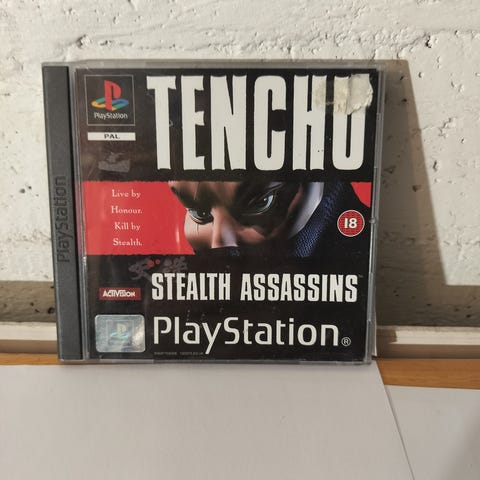 TENCHU
PlayStation
PAL
PlayStation
Live by
Honour.
Kill by
Stealth.
18
STEALTH ASSASSINS
ACTIVISION
PlayStation®